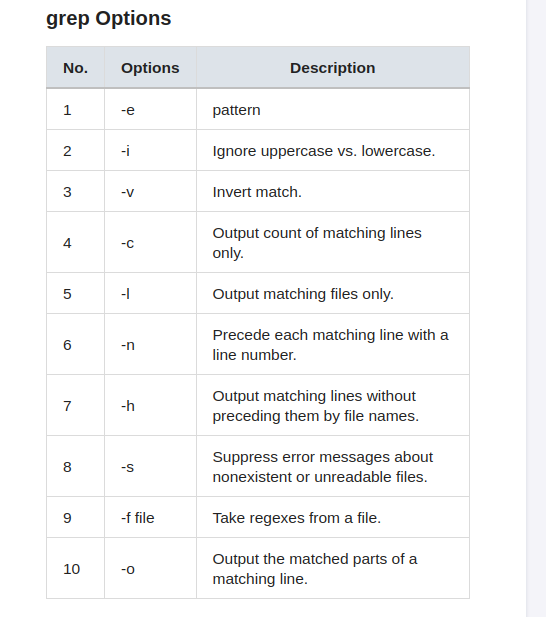 grep Options
No. Options Description
1 -e pattern
2 -i Ignore uppercase vs. lowercase.
3 -v Invert match.
4 -c Output count of matching lines
only.
5 -l Output matching files only.
6 -n Precede each matching line with a
line number.
7 -h Output matching lines without
preceding them by file names.
8 -s Suppress error messages about
nonexistent or unreadable files.
9 -f file Take regexes from a file.
10 -o Output the matched parts of a
matching line.